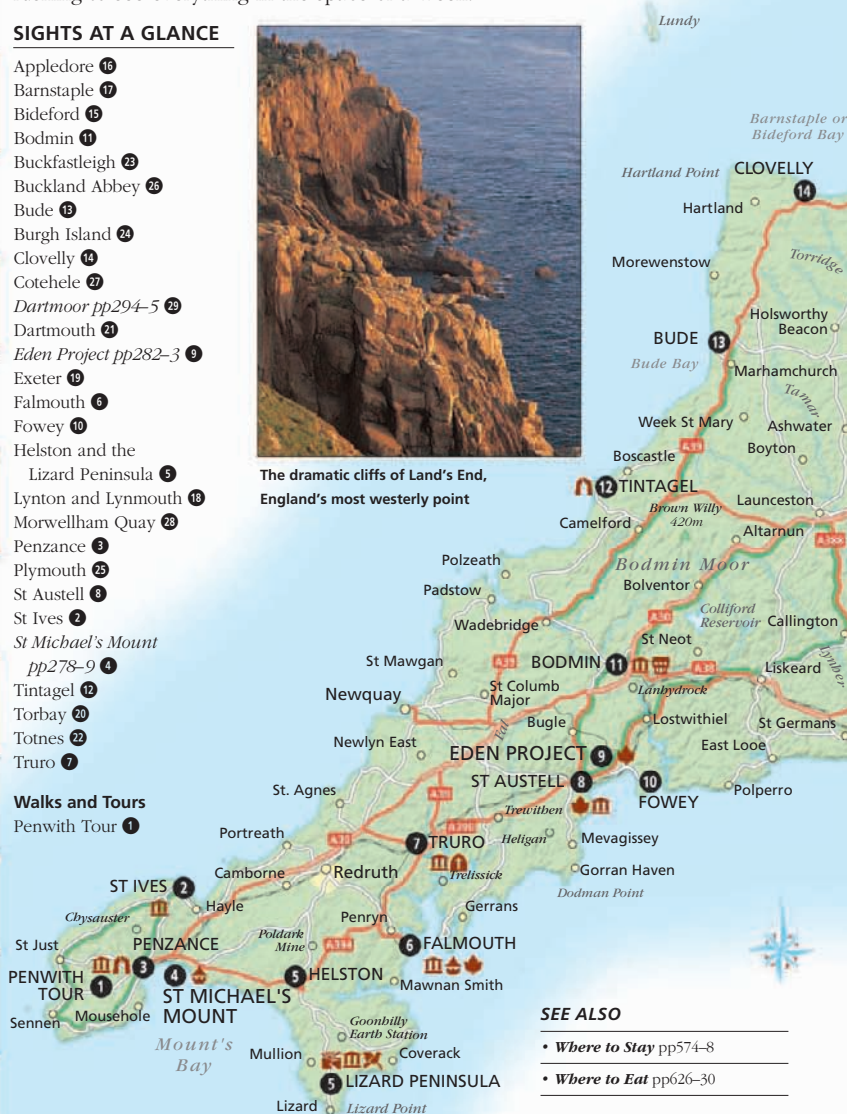 SIGHTS AT A GLANCE
Appledore 16
Barnstaple 17
Bideford 15
Bodmin 11
Buckfastleigh 23
Buckland Abbey 26
Bude 13
Burgh Island 24
Clovelly 14
Cotehele 27
Dartmoor pp294–5 29
Dartmouth 21
Eden Project pp282–3 9
Exeter 19
Falmouth 6
Fowey 10
Helston and the
Lizard Peninsula 5
Lynton and Lynmouth 18
Morwellham Quay 28
Penzance 3
Plymouth 25
St Austell 8
St Ives 2
St Michael's Mount
pp278–9 4
Tintagel 12
Torbay 20
Totnes 22
Truro 7
Walks and Tours
Penwith Tour 1
The dramatic cliffs of Land's End,
England's most westerly point
Lundy
Barnstaple or
Bideford Bay
Hartland Point
CLOVELLY
14
Hartland
Morwenstow
Torridge
Holsworthy
Beacon
BUDE 13
Bude Bay
Marhamchurch
Tamar
Week St Mary
Ashwater
A39
Boyton
Boscastle
12 TINTAGEL
Launceston
Brown Willy
420m
Camelford
Altarnun
A388
Polzeath
Bodmin Moor
Padstow
Bolventor
Colliford
Reservoir
Callington
Wadebridge
A30
St Neot
Lynher
St Mawgan
A39
BODMIN 11
A38
Liskeard
Lanhydrock
Newquay
St Columb
Major
Bugle
Lostwithiel
St Germans
Fal
Newlyn East
East Looe
EDEN PROJECT 9
ST AUSTELL 8
10
FOWEY
Polperro
St. Agnes
A39
Trewithen
A390
Portreath
A30
Heligan
Mevagissey
7 TRURO
Camborne
Redruth
Trelissick
Gorran Haven
ST IVES 2
Dodman Point
Hayle
Gerrans
Chysauster
Penryn
St Just
PENZANCE
Poldark
Mine
A394
6 FALMOUTH
PENWITH
TOUR
1
3
4
ST MICHAEL'S
MOUNT
5 HELSTON
Mawnan Smith
Sennen
Mousehole
Goonhilly
Earth Station
Mount's
Bay
Mullion
Coverack
5 LIZARD PENINSULA
Lizard
Lizard Point
SEE ALSO
• Where to Stay pp574–8
• Where to Eat pp626–30